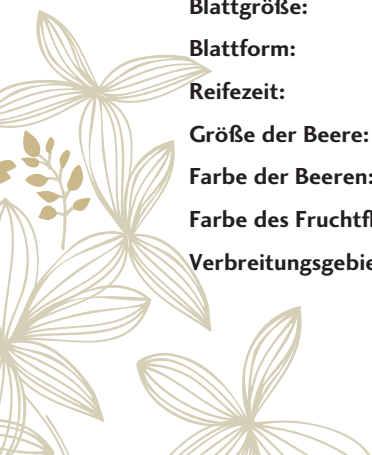 Blattgröße:
Blattform:
Reifezeit:
Größe der Beere:
Farbe der Beeren:
Farbe des Fruchtfl
Verbreitungsgebie